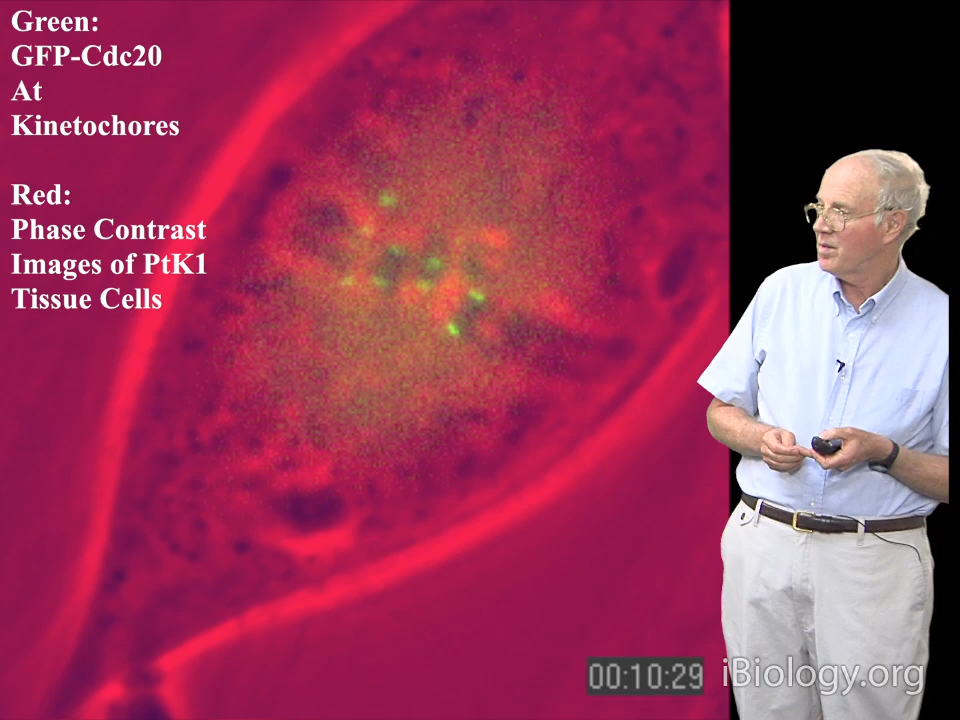 Green:
GFP-Cdc20
At
Kinetochores
Red:
Phase Contrast
Images of PtK1
Tissue Cells
00:10:29
iBiology.org